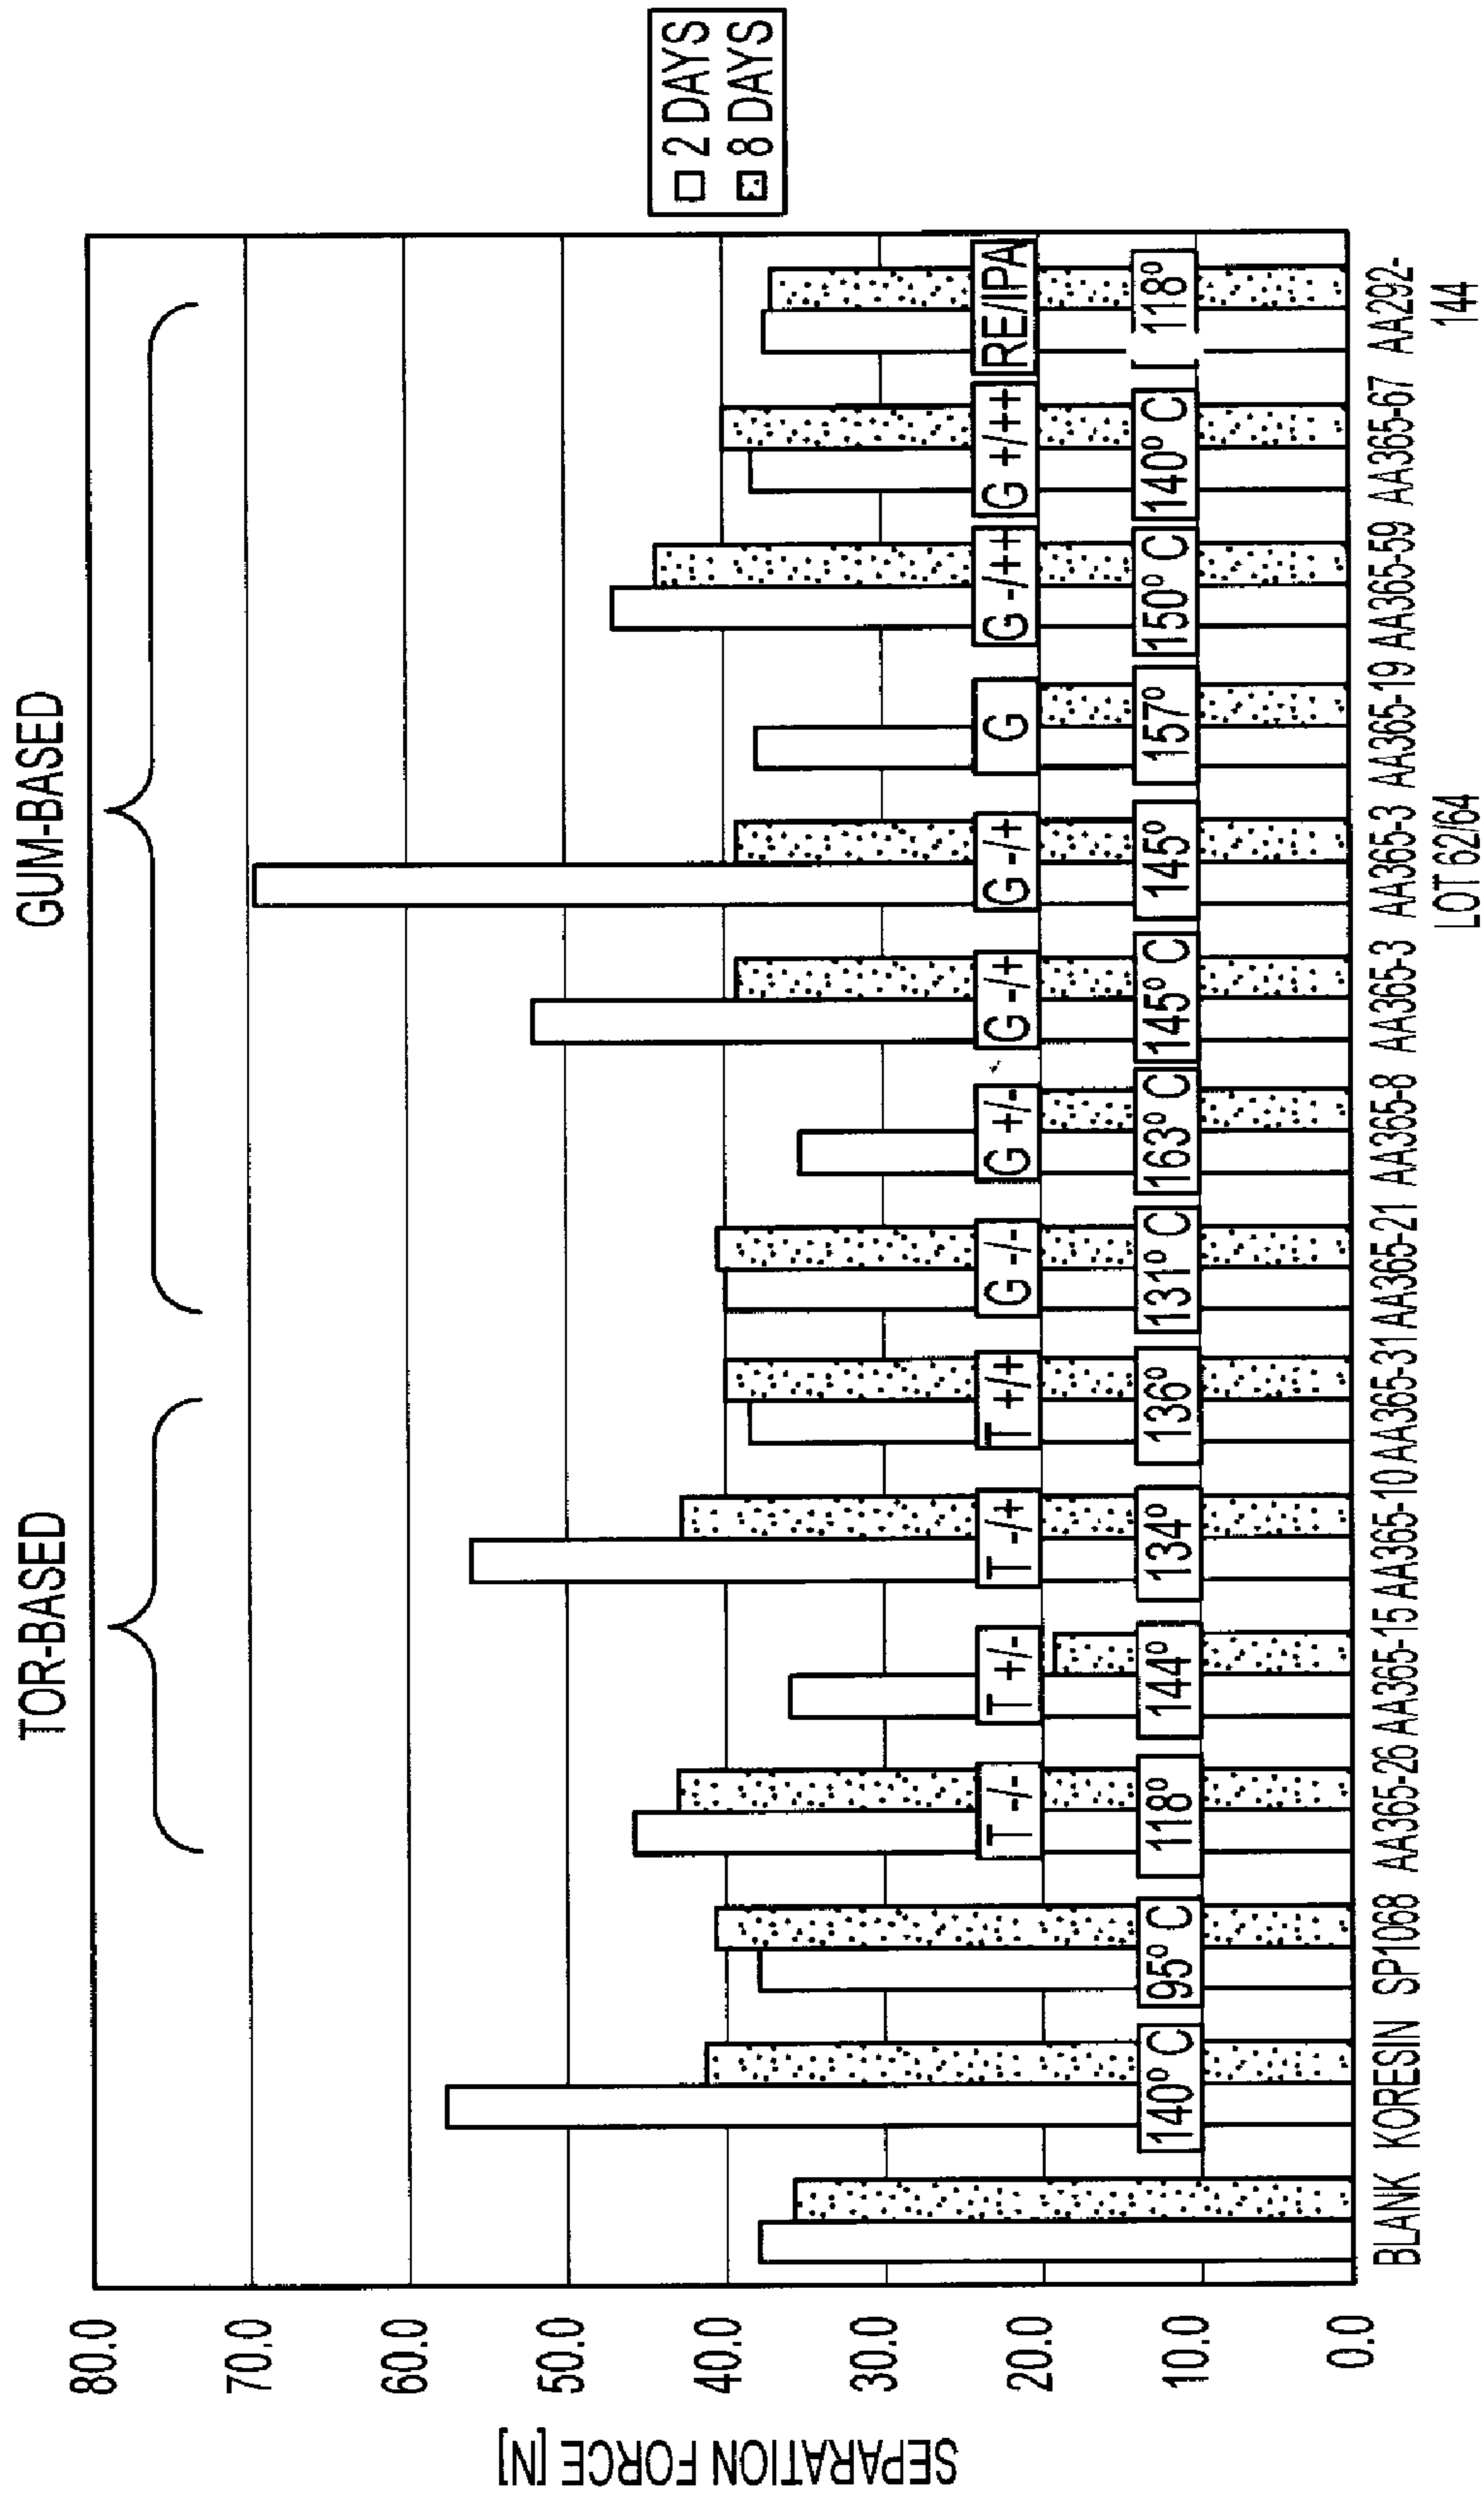 TOR-BASED
GUM-BASED
SEPARATION FORCE [N]
80.0
70.0
60.0
50.0
40.0
30.0
20.0
10.0
0.0
2 DAYS
8 DAYS
T -/-
T +/-
T -/+
T +/+
G -/-
G +/-
G -/+
G -/+
G
G -/++
G +/++
RE/IPA
140° C
95° C
118°
144°
134°
136°
131° C
163° C
145° C
145°
157°
150° C
140° C
118°
BLANK KORESIN SP1068 AA365-26 AA365-15 AA365-10 AA365-31 AA365-21 AA365-8 AA365-3 AA365-3 AA365-19 AA365-59 AA365-67 AA292-
LOT 62/64 144